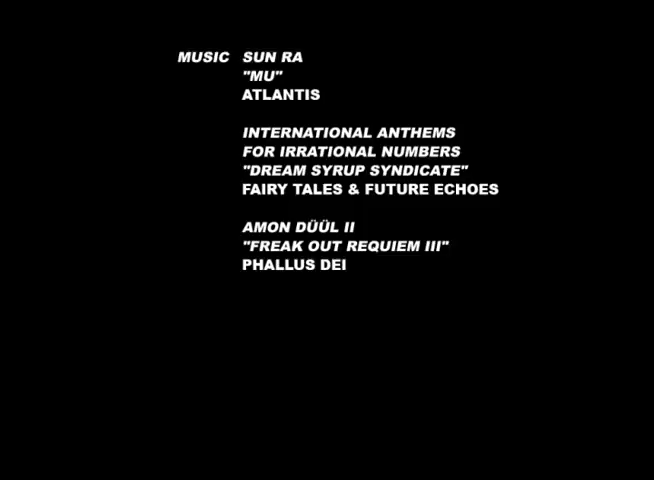 MUSIC SUN RA
"MU"
ATLANTIS
INTERNATIONAL ANTHEMS
FOR IRRATIONAL NUMBERS
"DREAM SYRUP SYNDICATE"
FAIRY TALES & FUTURE ECHOES
AMON DÜÜL II
"FREAK OUT REQUIEM III"
PHALLUS DEI